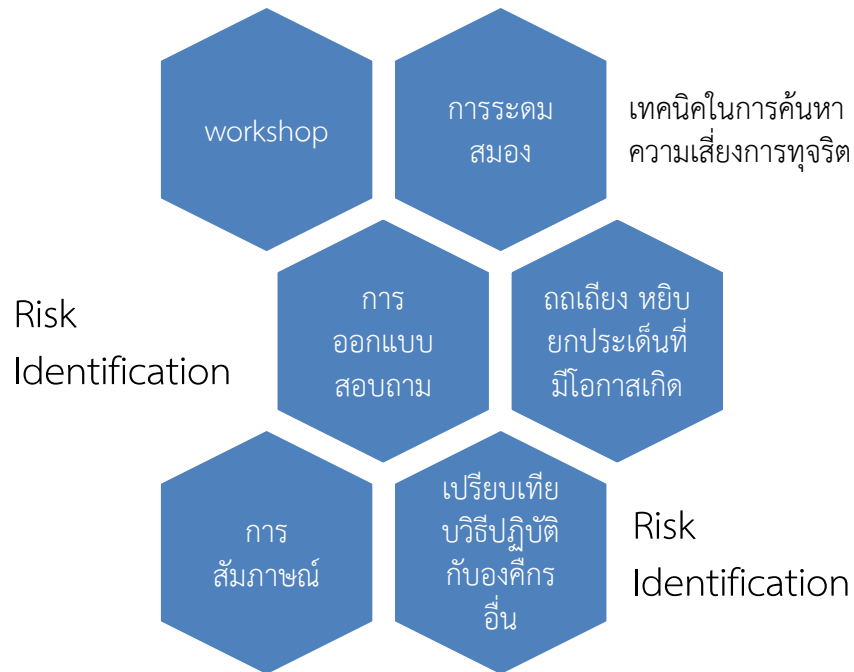 workshop
การระดม
สมอง
เทคนิคในการค้นหา
ความเสี่ยงการทุจริต
Risk
Identification
การ
ออกแบบ
สอบถาม
ถถเถียง หยิบ
ยกประเด็นที่
มีโอกาสเกิด
การ
สัมภาษณ์
เปรียบเทีย
บวิธีปฏิบัติ
กับองค์กร
อื่น
Risk
Identification